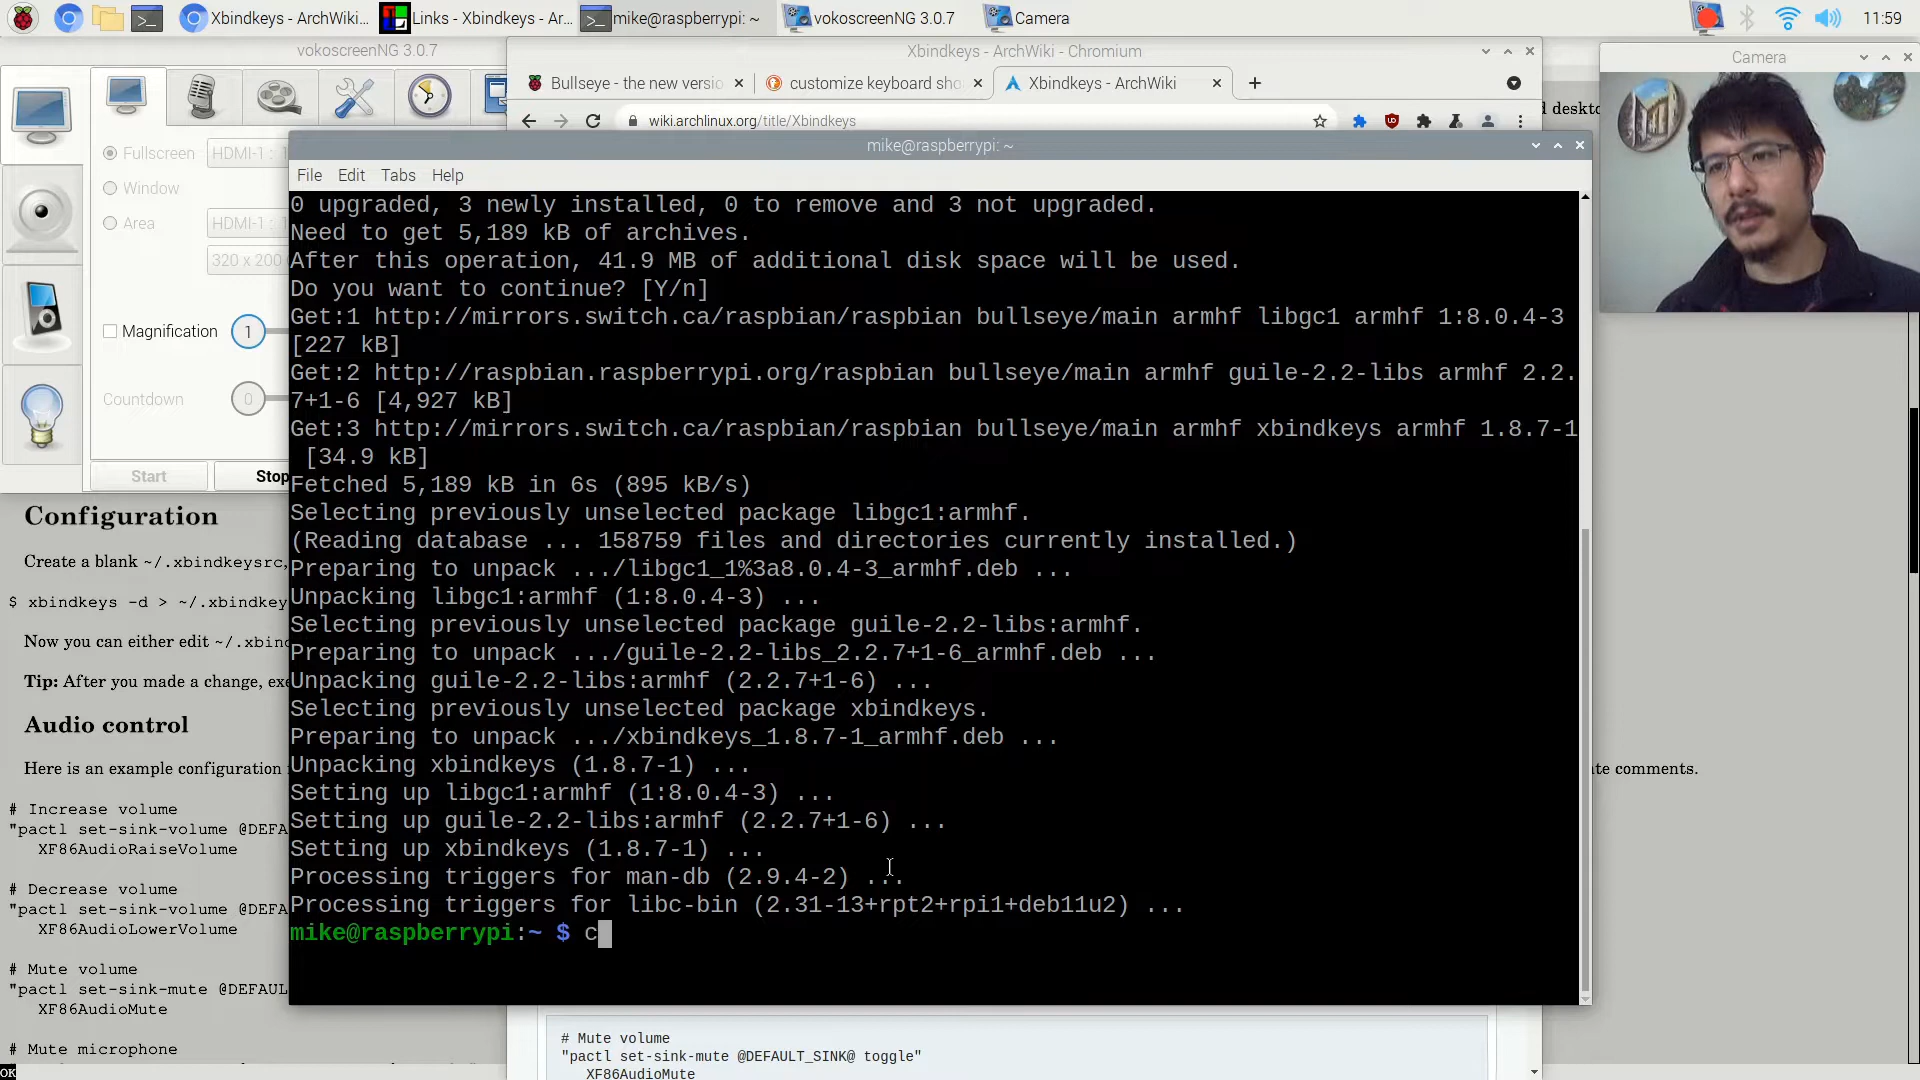 Xbindkeys - ArchWiki...
Links - Xbindkeys - Ar...
mike@raspberrypi: ~
vokoscreenNG 3.0.7
Camera
11:59
vokoscreenNG 3.0.7
Fullscreen
HDMI-1 :
Window
Area
HDMI-1 :
320 x 200
Magnification
1
Countdown
0
Start
Stop
Xbindkeys - ArchWiki - Chromium
Bullseye - the new versio
customize keyboard sho
Xbindkeys - ArchWiki
wiki.archlinux.org/title/Xbindkeys
Camera
d deskto
mike@raspberrypi: ~
File Edit Tabs Help
0 upgraded, 3 newly installed, 0 to remove and 3 not upgraded.
Need to get 5,189 kB of archives.
After this operation, 41.9 MB of additional disk space will be used.
Do you want to continue? [Y/n]
Get:1 http://mirrors.switch.ca/raspbian/raspbian bullseye/main armhf libgc1 armhf 1:8.0.4-3
[227 kB]
Get:2 http://raspbian.raspberrypi.org/raspbian bullseye/main armhf guile-2.2-libs armhf 2.2.
7+1-6 [4,927 kB]
Get:3 http://mirrors.switch.ca/raspbian/raspbian bullseye/main armhf xbindkeys armhf 1.8.7-1
[34.9 kB]
Fetched 5,189 kB in 6s (895 kB/s)
Selecting previously unselected package libgc1:armhf.
(Reading database ... 158759 files and directories currently installed.)
Preparing to unpack .../libgc1_1%3a8.0.4-3_armhf.deb ...
Unpacking libgc1:armhf (1:8.0.4-3) ...
Selecting previously unselected package guile-2.2-libs:armhf.
Preparing to unpack .../guile-2.2-libs_2.2.7+1-6_armhf.deb ...
Unpacking guile-2.2-libs:armhf (2.2.7+1-6) ...
Selecting previously unselected package xbindkeys.
Preparing to unpack .../xbindkeys_1.8.7-1_armhf.deb ...
Unpacking xbindkeys (1.8.7-1) ...
Setting up libgc1:armhf (1:8.0.4-3) ...
Setting up guile-2.2-libs:armhf (2.2.7+1-6) ...
Setting up xbindkeys (1.8.7-1) ...
Processing triggers for man-db (2.9.4-2) ...
Processing triggers for libc-bin (2.31-13+rpt2+rpi1+deb11u2) ...
mike@raspberrypi:~ $ c
Configuration
Create a blank ~/.xbindkeysrc,
$ xbindkeys -d > ~/.xbindkey
Now you can either edit ~/.xbind
Tip: After you made a change, exe
Audio control
Here is an example configuration
te comments.
# Increase volume
"pactl set-sink-volume @DEFA
XF86AudioRaiseVolume
# Decrease volume
"pactl set-sink-volume @DEFA
XF86AudioLowerVolume
# Mute volume
"pactl set-sink-mute @DEFAUL
XF86AudioMute
# Mute microphone
OK
# Mute volume
"pactl set-sink-mute @DEFAULT_SINK@ toggle"
XF86AudioMute